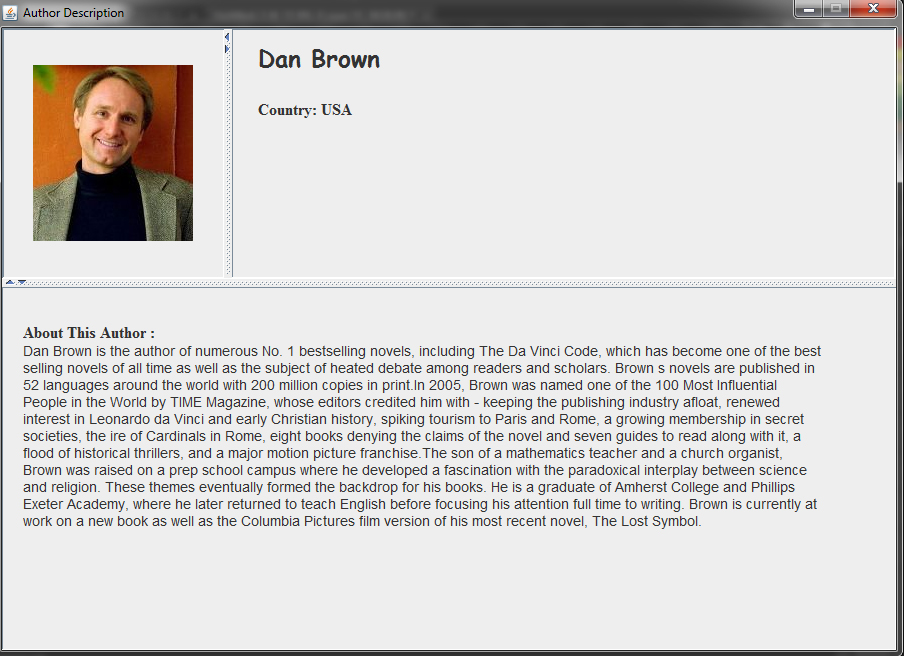 Author Description
Dan Brown
Country: USA
About This Author :
Dan Brown is the author of numerous No. 1 bestselling novels, including The Da Vinci Code, which has become one of the best
selling novels of all time as well as the subject of heated debate among readers and scholars. Brown s novels are published in
52 languages around the world with 200 million copies in print.In 2005, Brown was named one of the 100 Most Influential
People in the World by TIME Magazine, whose editors credited him with - keeping the publishing industry afloat, renewed
interest in Leonardo da Vinci and early Christian history, spiking tourism to Paris and Rome, a growing membership in secret
societies, the ire of Cardinals in Rome, eight books denying the claims of the novel and seven guides to read along with it, a
flood of historical thrillers, and a major motion picture franchise.The son of a mathematics teacher and a church organist,
Brown was raised on a prep school campus where he developed a fascination with the paradoxical interplay between science
and religion. These themes eventually formed the backdrop for his books. He is a graduate of Amherst College and Phillips
Exeter Academy, where he later returned to teach English before focusing his attention full time to writing. Brown is currently at
work on a new book as well as the Columbia Pictures film version of his most recent novel, The Lost Symbol.